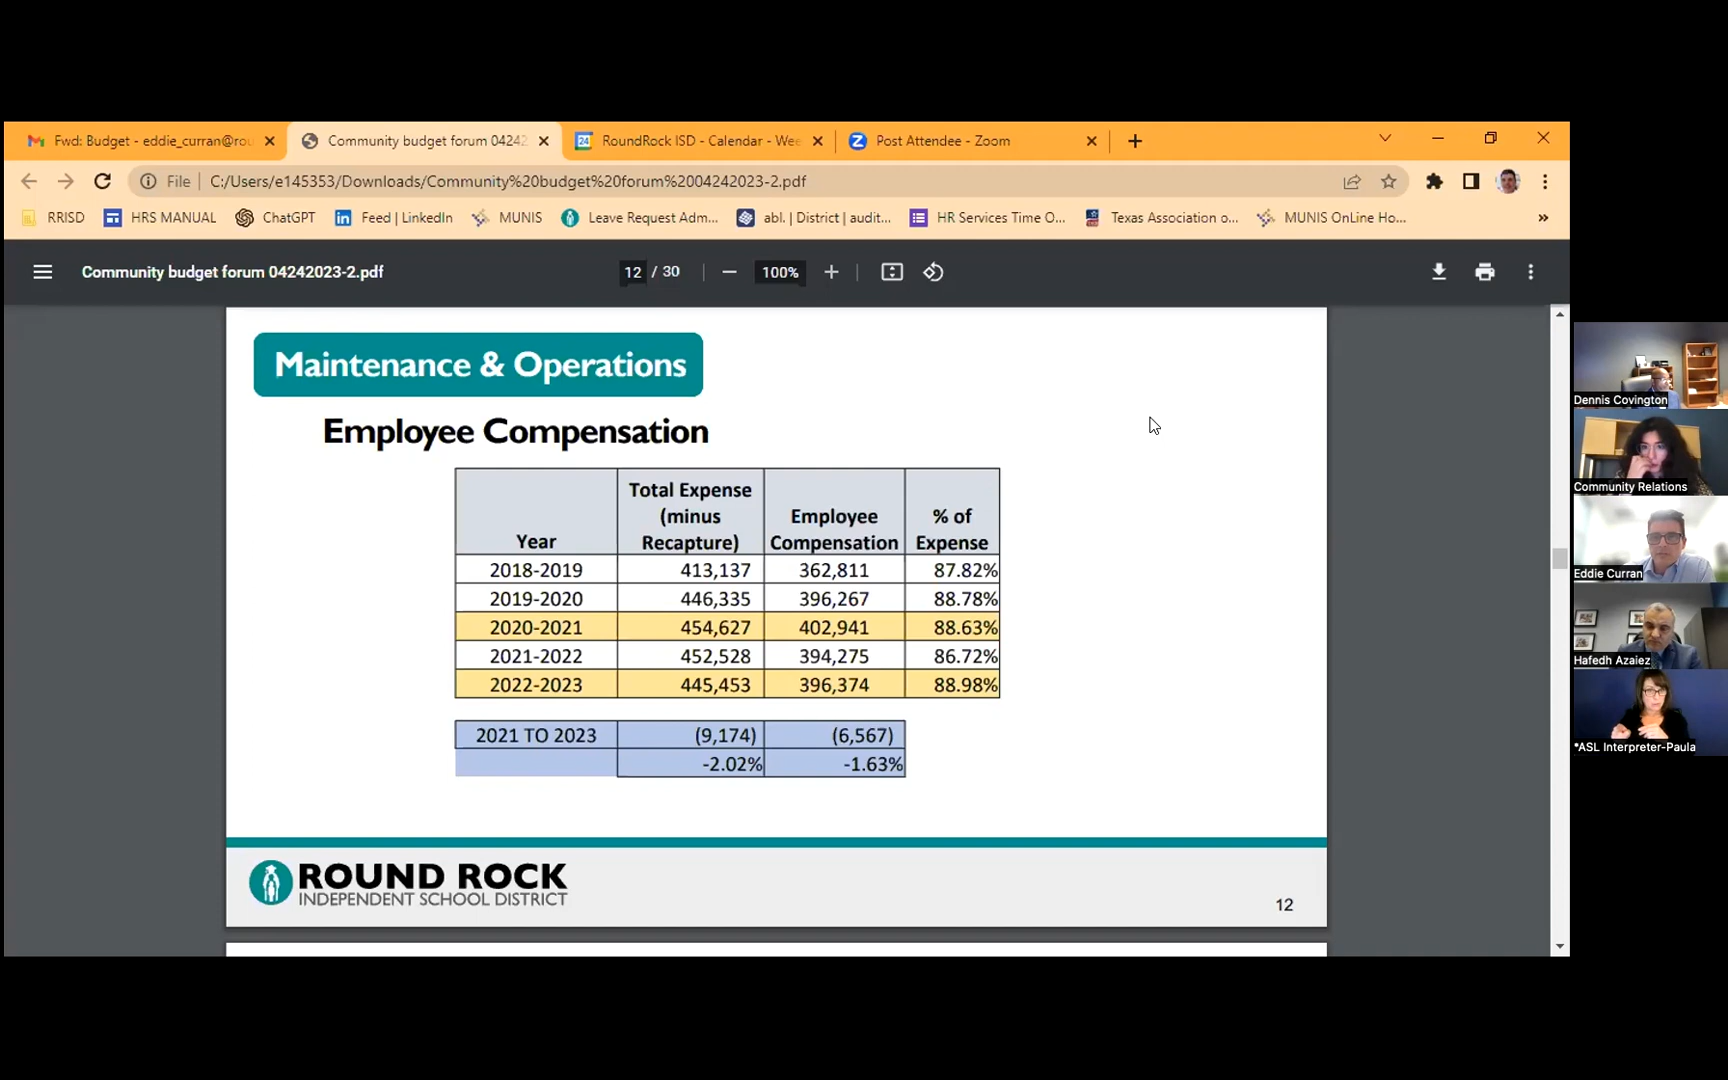 Fwd: Budget - eddie_curran@rou
Community budget forum 04242
RoundRock ISD - Calendar - Wee
Post Attendee - Zoom
File
C:/Users/e145353/Downloads/Community%20budget%20forum%2004242023-2.pdf
RRISD
HRS MANUAL
ChatGPT
Feed | LinkedIn
MUNIS
Leave Request Adm...
abl. | District | audit...
HR Services Time O...
Texas Association o...
MUNIS OnLine Ho...
»
Community budget forum 04242023-2.pdf
12 / 30
100%
Maintenance & Operations
Employee Compensation
Year Total Expense (minus Recapture) Employee Compensation % of Expense
2018-2019 413,137 362,811 87.82%
2019-2020 446,335 396,267 88.78%
2020-2021 454,627 402,941 88.63%
2021-2022 452,528 394,275 86.72%
2022-2023 445,453 396,374 88.98%
2021 TO 2023 (9,174) (6,567)
-2.02% -1.63%
ROUND ROCK
INDEPENDENT SCHOOL DISTRICT
12
Dennis Covington
Community Relations
Eddie Curran
Hafedh Azaiez
*ASL Interpreter-Paula